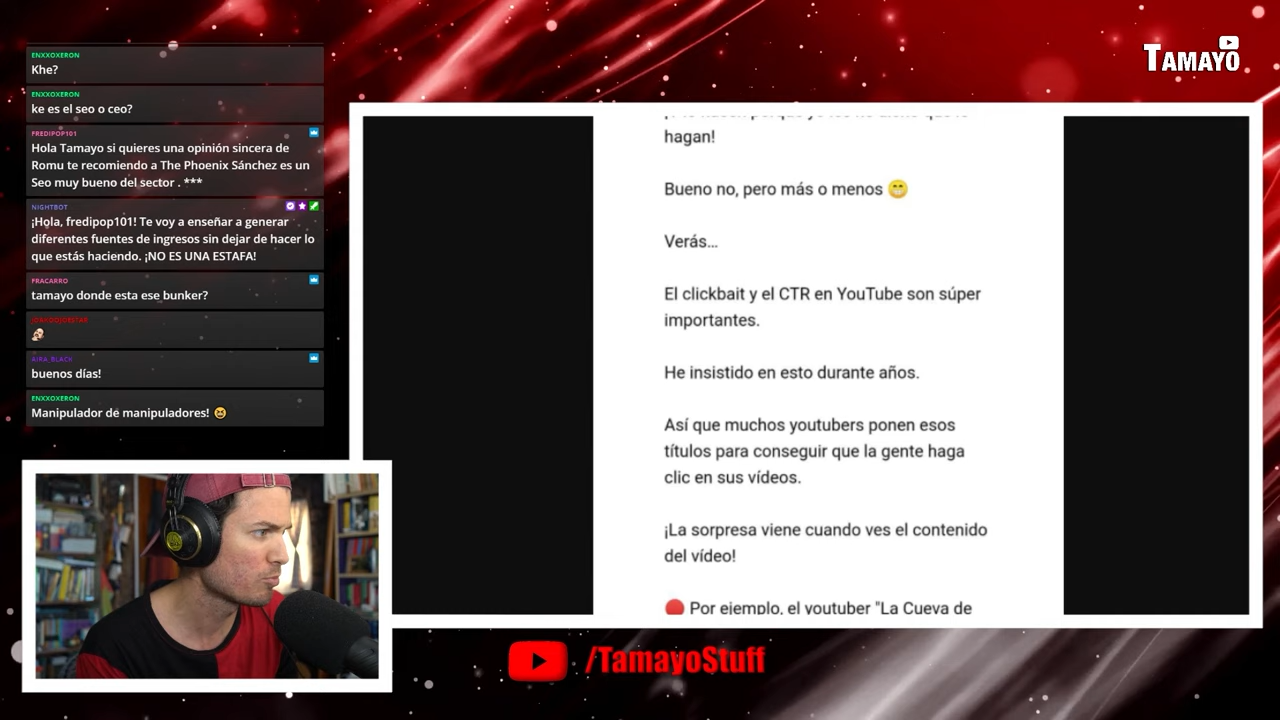 ENXXOXERON
Khe?
ENXXOXERON
ke es el seo o ceo?
FREDIPOP101
Hola Tamayo si quieres una opinión sincera de
Romu te recomiendo a The Phoenix Sánchez es un
Seo muy bueno del sector . ***
NIGHTBOT
¡Hola, fredipop101! Te voy a enseñar a generar
diferentes fuentes de ingresos sin dejar de hacer lo
que estás haciendo. ¡NO ES UNA ESTAFA!
FRACARRO
tamayo donde esta ese bunker?
AIRA_BLACK
buenos días!
ENXXOXERON
Manipulador de manipuladores! 😆
TAMAYO
hagan!
Bueno no, pero más o menos 😁
Verás...
El clickbait y el CTR en YouTube son súper
importantes.
He insistido en esto durante años.
Así que muchos youtubers ponen esos
títulos para conseguir que la gente haga
clic en sus vídeos.
¡La sorpresa viene cuando ves el contenido
del vídeo!
🔴 Por ejemplo, el youtuber "La Cueva de
/TamayoStuff